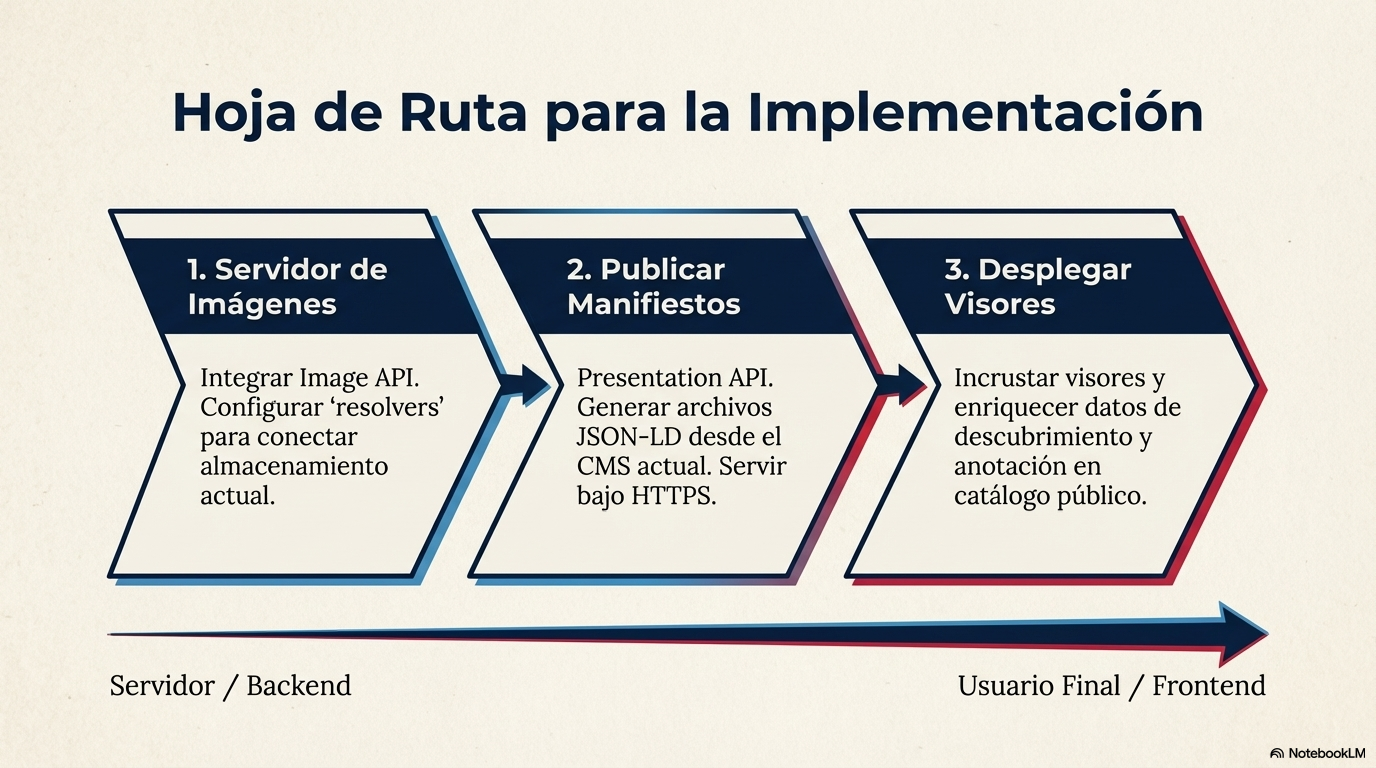 Hoja de Ruta para la Implementación
1. Servidor de
Imágenes
Integrar Image API.
Configurar ‘resolvers’
para conectar
almacenamiento
actual.
2. Publicar
Manifiestos
Presentation API.
Generar archivos
JSON-LD desde el
CMS actual. Servir
bajo HTTPS.
3. Desplegar
Visores
Incrustar visores y
enriquecer datos de
descubrimiento y
anotación en
catálogo público.
Servidor / Backend
Usuario Final / Frontend
NotebookLM